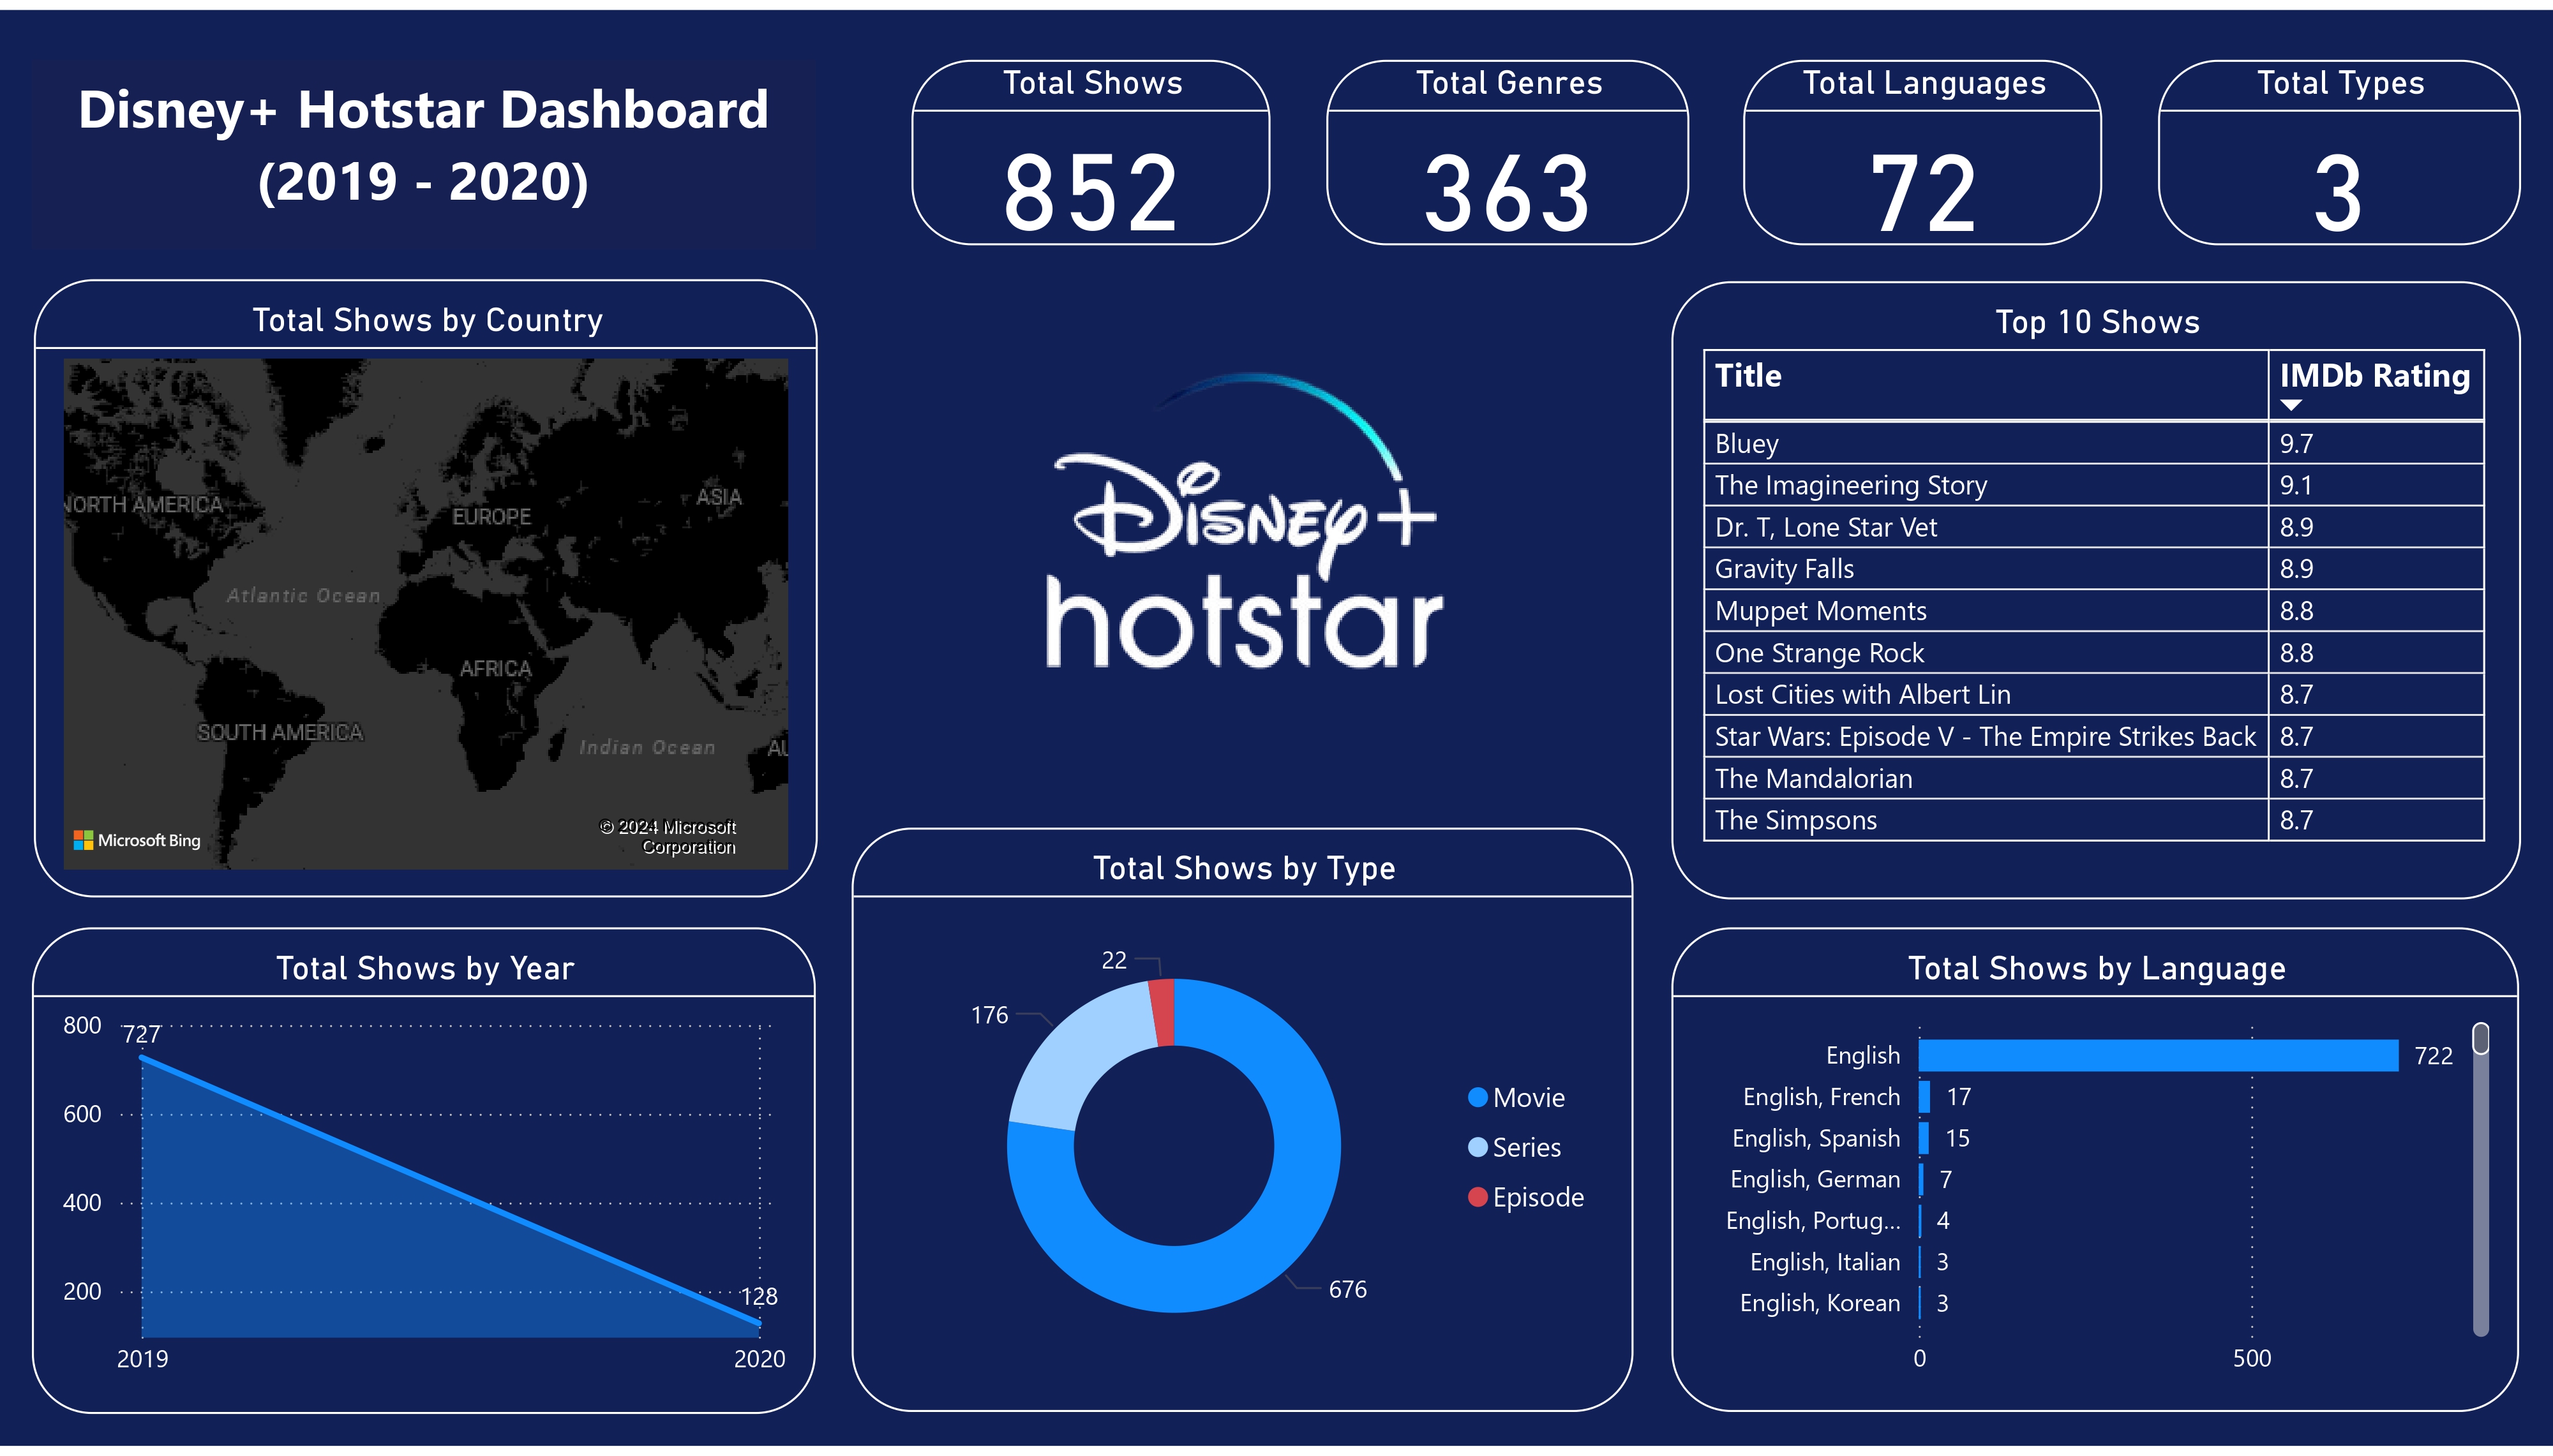 Disney+ Hotstar Dashboard
(2019 - 2020)
Total Shows
852
Total Genres
363
Total Languages
72
Total Types
3
Total Shows by Country
NORTH AMERICA
EUROPE
ASIA
Atlantic Ocean
AFRICA
SOUTH AMERICA
Indian Ocean
AU
Microsoft Bing
© 2024 Microsoft
Corporation
Disney+
hotstar
Top 10 Shows
Title IMDb Rating
Bluey 9.7
The Imagineering Story 9.1
Dr. T, Lone Star Vet 8.9
Gravity Falls 8.9
Muppet Moments 8.8
One Strange Rock 8.8
Lost Cities with Albert Lin 8.7
Star Wars: Episode V - The Empire Strikes Back 8.7
The Mandalorian 8.7
The Simpsons 8.7
Total Shows by Year
800
727
600
400
200
128
2019 2020
Total Shows by Type
22
176
676
Movie
Series
Episode
Total Shows by Language
English 722
English, French 17
English, Spanish 15
English, German 7
English, Portug... 4
English, Italian 3
English, Korean 3
0 500